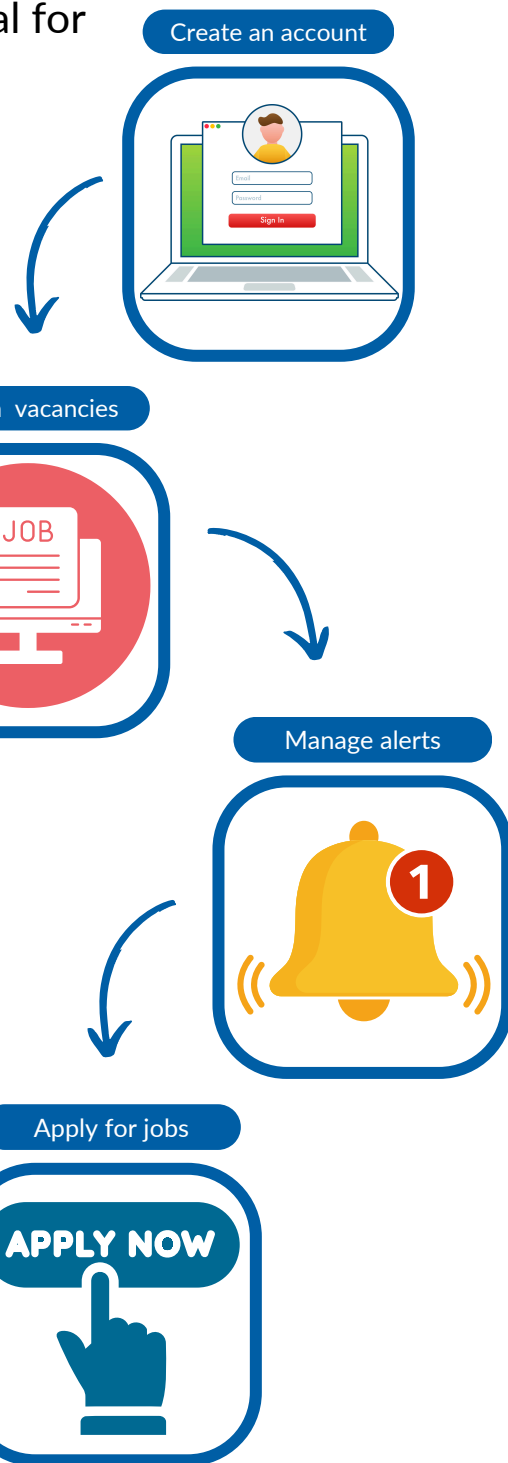 al for
Create an account
Email
Password
Sign In
vacancies
JOB
Manage alerts
1
Apply for jobs
APPLY NOW